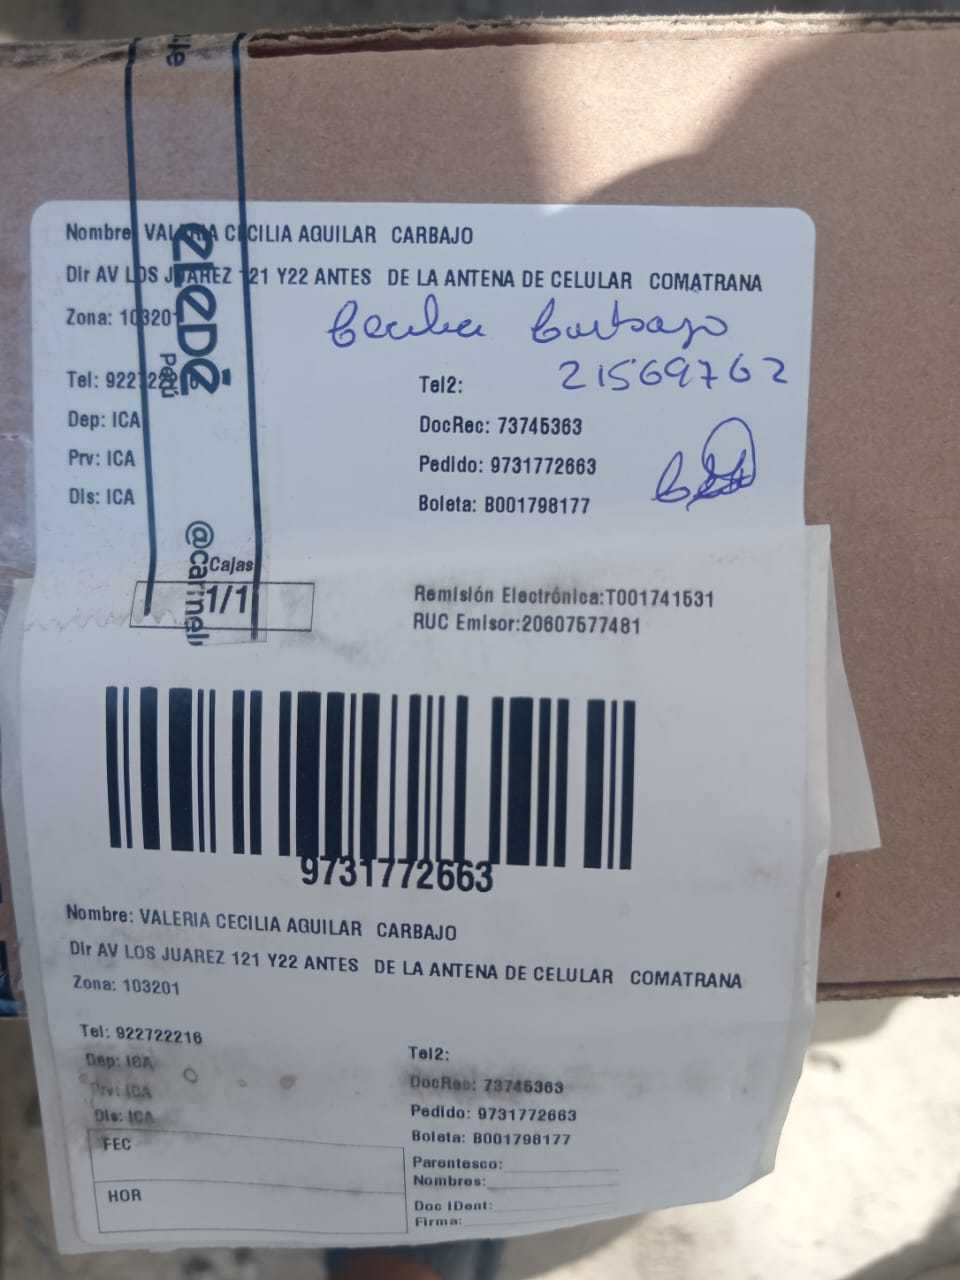 Nombre: VALERIA CECILIA AGUILAR CARBAJO
Dir AV LOS JUAREZ 121 Y22 ANTES DE LA ANTENA DE CELULAR COMATRANA
Zona: 103201
Cecilia Carbajo
21569762
Tel: 922722216
Tel2:
Dep: ICA
DocRec: 73745363
Prv: ICA
Pedido: 9731772663
Dis: ICA
Boleta: B001798177
eLeDē
Perú
Cajas
1/1
Remisión Electrónica:T001741531
RUC Emisor:20607577481
9731772663
Nombre: VALERIA CECILIA AGUILAR CARBAJO
Dir AV LOS JUAREZ 121 Y22 ANTES DE LA ANTENA DE CELULAR COMATRANA
Zona: 103201
Tel: 922722216
Tel2:
Dep: ICA
DocRec: 73745363
Prv: ICA
Pedido: 9731772663
Dis: ICA
Boleta: B001798177
FEC
Parentesco:
Nombres:
HOR
Doc IDent:
Firma: